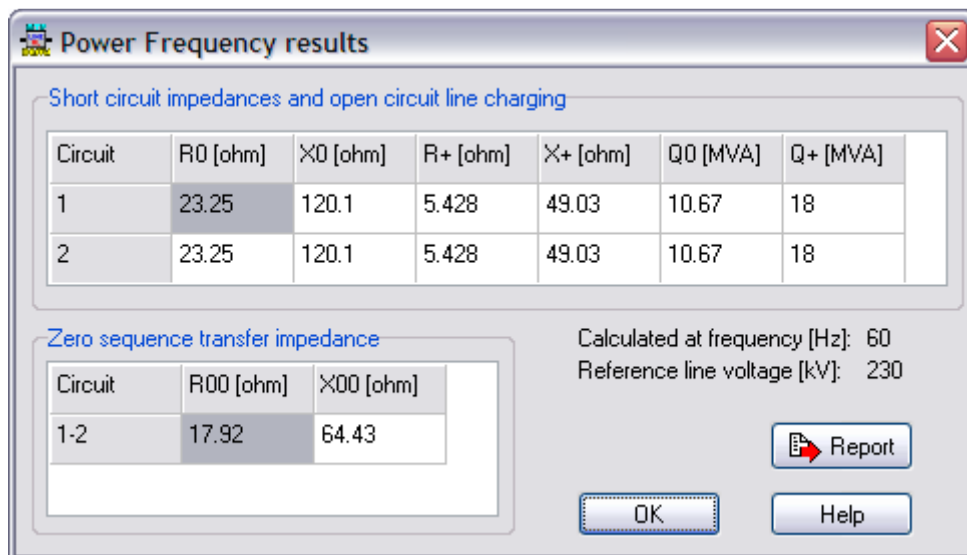 Power Frequency results
Short circuit impedances and open circuit line charging
Circuit R0 [ohm] X0 [ohm] R+ [ohm] X+ [ohm] Q0 [MVA] Q+ [MVA]
1 23.25 120.1 5.428 49.03 10.67 18
2 23.25 120.1 5.428 49.03 10.67 18
Zero sequence transfer impedance
Circuit R00 [ohm] X00 [ohm]
1-2 17.92 64.43
Calculated at frequency [Hz]: 60
Reference line voltage [kV]: 230
Report
OK Help